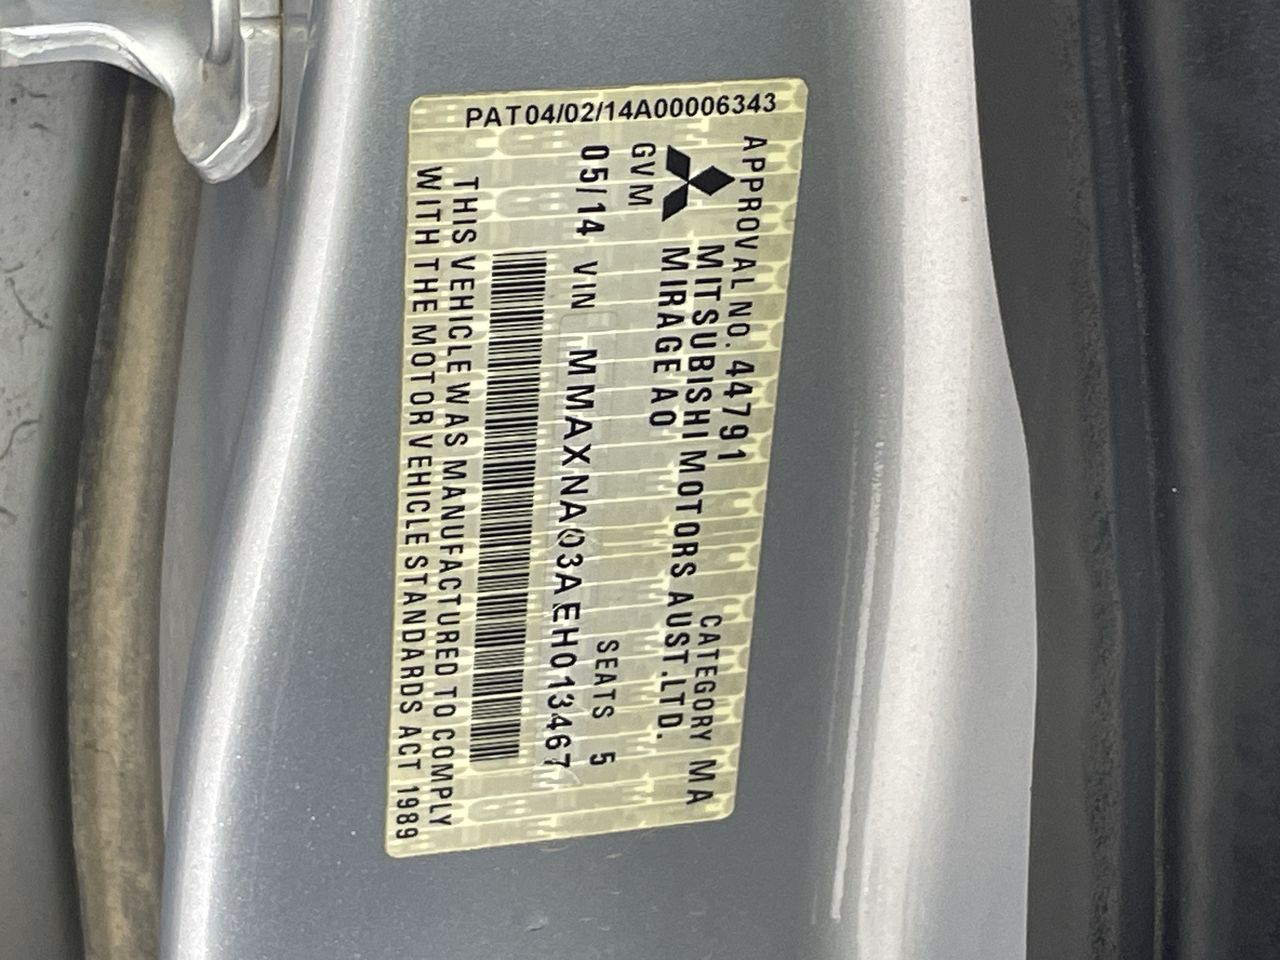 PAT04/02/14A00006343
APPROVAL NO. 44791 CATEGORY MA
MITSUBISHI MOTORS AUST.LTD.
MIRAGE AO
GVM SEATS 5
05/14 VIN MMAXNA03AEH013467
THIS VEHICLE WAS MANUFACTURED TO COMPLY
WITH THE MOTOR VEHICLE STANDARDS ACT 1989